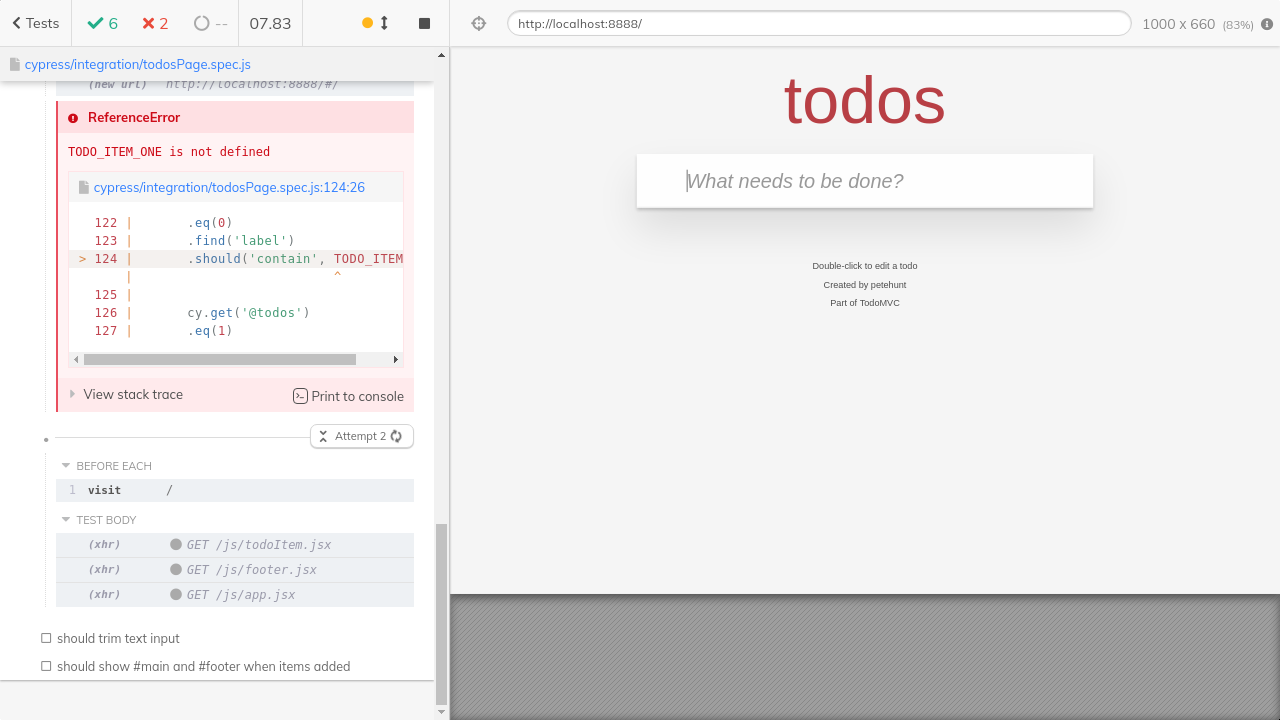 Tests
6
2
--
07.83
http://localhost:8888/
1000 x 660 (83%)
cypress/integration/todosPage.spec.js
(new url) http://localhost:8888/#/
ReferenceError
TODO_ITEM_ONE is not defined
cypress/integration/todosPage.spec.js:124:26
122 | .eq(0)
123 | .find('label')
> 124 | .should('contain', TODO_ITEM
| ^
125 |
126 | cy.get('@todos')
127 | .eq(1)
View stack trace
Print to console
Attempt 2
BEFORE EACH
1 visit /
TEST BODY
(xhr) GET /js/todoItem.jsx
(xhr) GET /js/footer.jsx
(xhr) GET /js/app.jsx
should trim text input
should show #main and #footer when items added
todos
What needs to be done?
Double-click to edit a todo
Created by petehunt
Part of TodoMVC